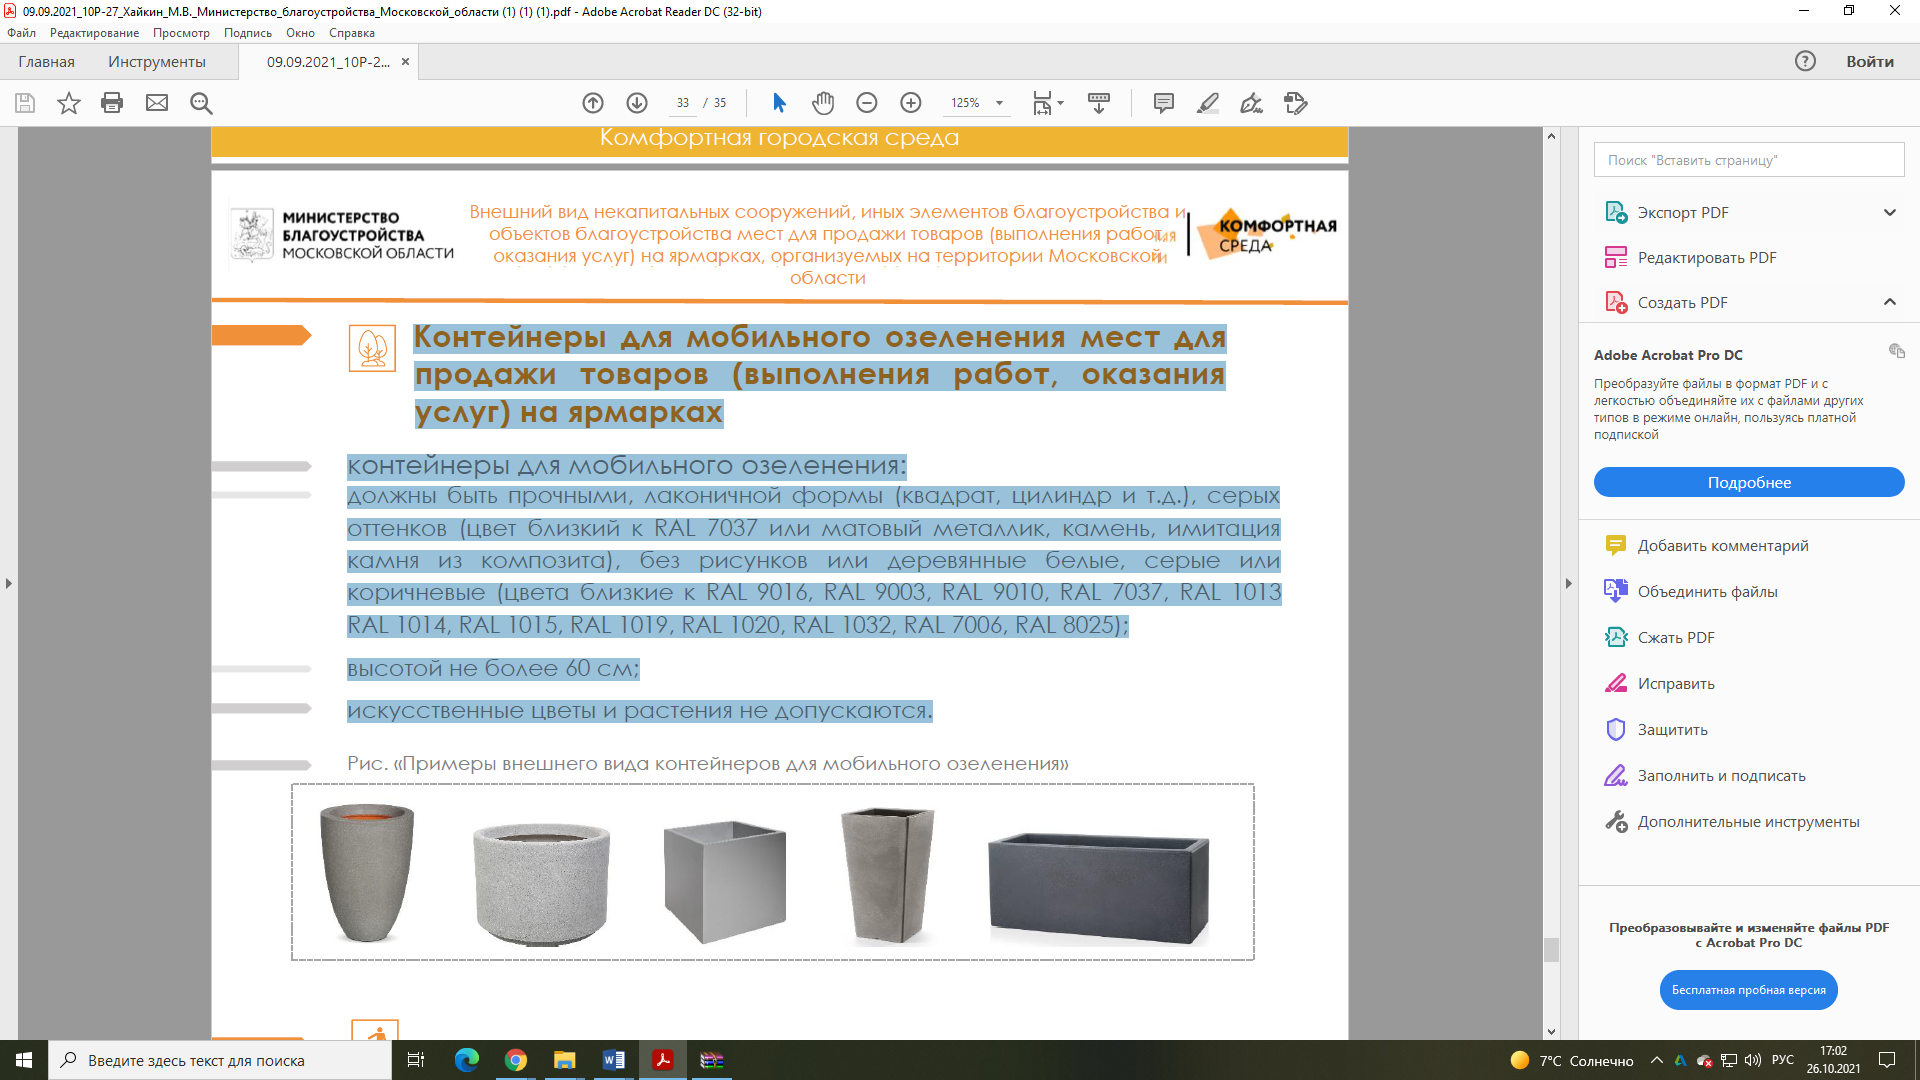 09.09.2021_10Р-27_Хайкин_М.В._Министерство_благоустройства_Московской_области (1) (1) (1).pdf - Adobe Acrobat Reader DC (32-bit)
Файл Редактирование Просмотр Подпись Окно Справка
Главная Инструменты 09.09.2021_10Р-2... × Войти
33 / 35 125%
Комфортная городская среда
МИНИСТЕРСТВО
БЛАГОУСТРОЙСТВА
МОСКОВСКОЙ ОБЛАСТИ
Внешний вид некапитальных сооружений, иных элементов благоустройства и
объектов благоустройства мест для продажи товаров (выполнения работ,
оказания услуг) на ярмарках, организуемых на территории Московской
области
КОМФОРТНАЯ
СРЕДА
Контейнеры для мобильного озеленения мест для
продажи товаров (выполнения работ, оказания
услуг) на ярмарках
контейнеры для мобильного озеленения:
должны быть прочными, лаконичной формы (квадрат, цилиндр и т.д.), серых
оттенков (цвет близкий к RAL 7037 или матовый металлик, камень, имитация
камня из композита), без рисунков или деревянные белые, серые или
коричневые (цвета близкие к RAL 9016, RAL 9003, RAL 9010, RAL 7037, RAL 1013
RAL 1014, RAL 1015, RAL 1019, RAL 1020, RAL 1032, RAL 7006, RAL 8025);
высотой не более 60 см;
искусственные цветы и растения не допускаются.
Рис. «Примеры внешнего вида контейнеров для мобильного озеленения»
Поиск "Вставить страницу"
Экспорт PDF
Редактировать PDF
Создать PDF
Adobe Acrobat Pro DC
Преобразуйте файлы в формат PDF и с
легкостью объединяйте их с файлами других
типов в режиме онлайн, пользуясь платной
подпиской
Подробнее
Добавить комментарий
Объединить файлы
Сжать PDF
Исправить
Защитить
Заполнить и подписать
Дополнительные инструменты
Преобразовывайте и изменяйте файлы PDF
с Acrobat Pro DC
Бесплатная пробная версия
Введите здесь текст для поиска
7°C Солнечно РУС 17:02
26.10.2021